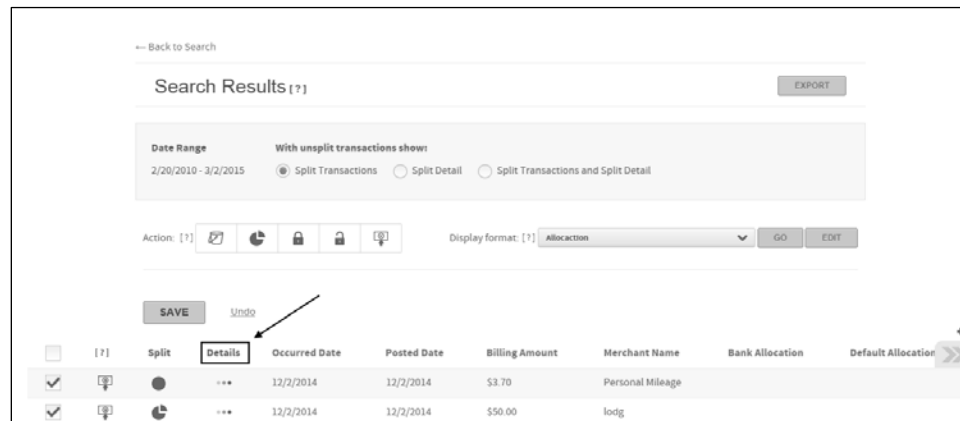 ← Back to Search
Search Results [?]
EXPORT
Date Range
With unsplit transactions show:
2/20/2010 - 3/2/2015
Split Transactions
Split Detail
Split Transactions and Split Detail
Action: [?]
Display format: [?]
Allocaction
GO
EDIT
SAVE
Undo
[?] Split Details Occurred Date Posted Date Billing Amount Merchant Name Bank Allocation Default Allocation
12/2/2014 12/2/2014 $3.70 Personal Mileage
12/2/2014 12/2/2014 $50.00 lodg